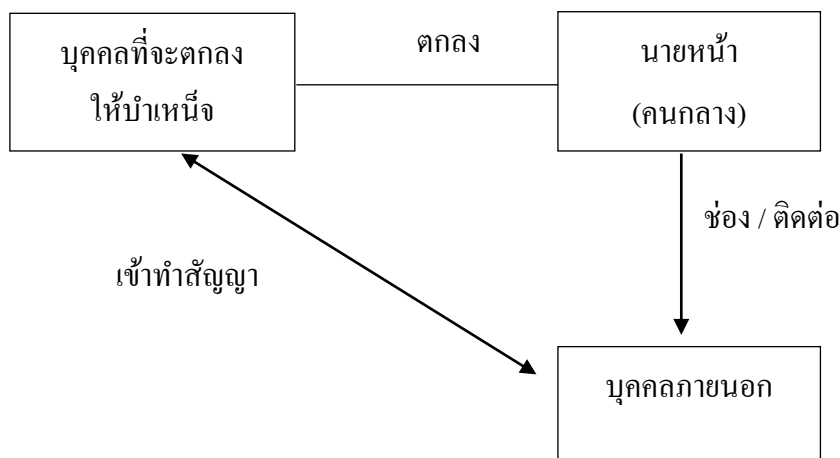 บุคคลที่จะตกลง
ให้บำเหน็จ
ตกลง
นายหน้า
(คนกลาง)
ช่อง / ติดต่อ
เข้าทำสัญญา
บุคคลภายนอก